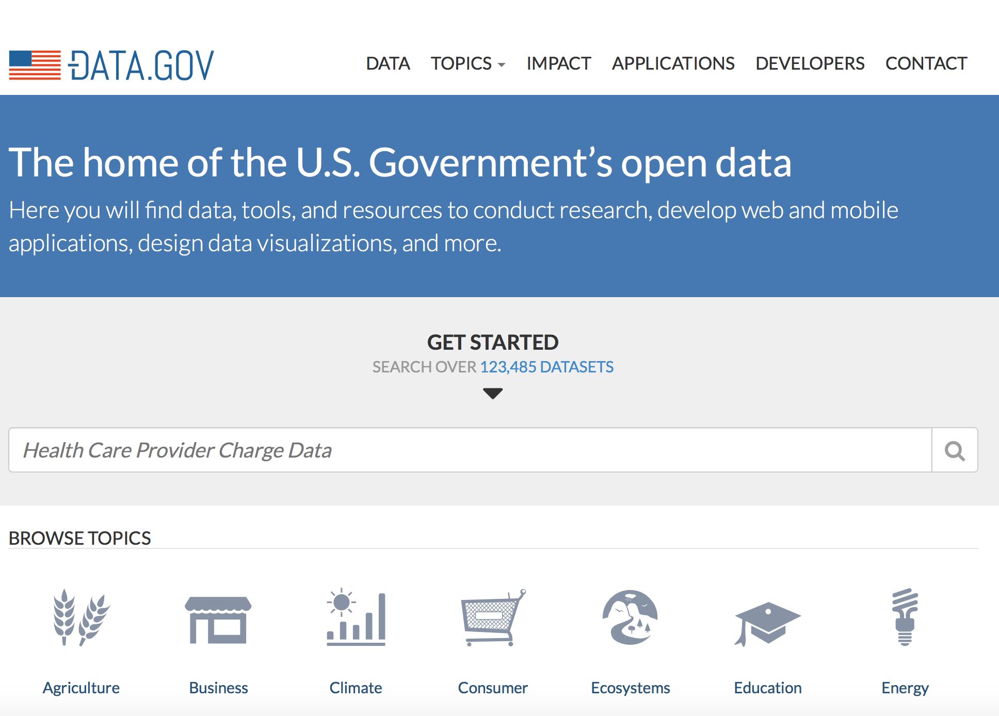 DATA.GOV
DATA TOPICS IMPACT APPLICATIONS DEVELOPERS CONTACT
The home of the U.S. Government’s open data
Here you will find data, tools, and resources to conduct research, develop web and mobile
applications, design data visualizations, and more.
GET STARTED
SEARCH OVER 123,485 DATASETS
Health Care Provider Charge Data
BROWSE TOPICS
Agriculture Business Climate Consumer Ecosystems Education Energy